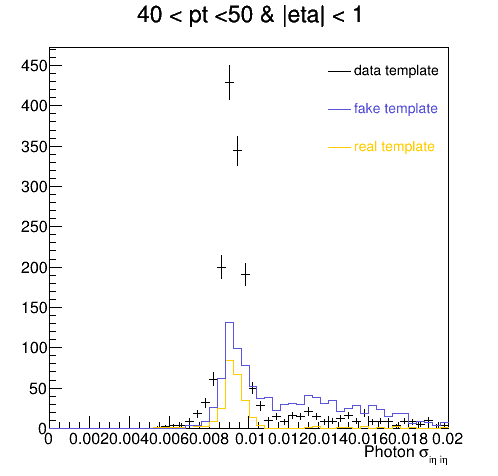 40 < pt <50 & |eta| < 1
450
400
350
300
250
200
150
100
50
0
data template
fake template
real template
0 0.002 0.004 0.006 0.008 0.01 0.012 0.014 0.016 0.018 0.02
Photon σiη iη